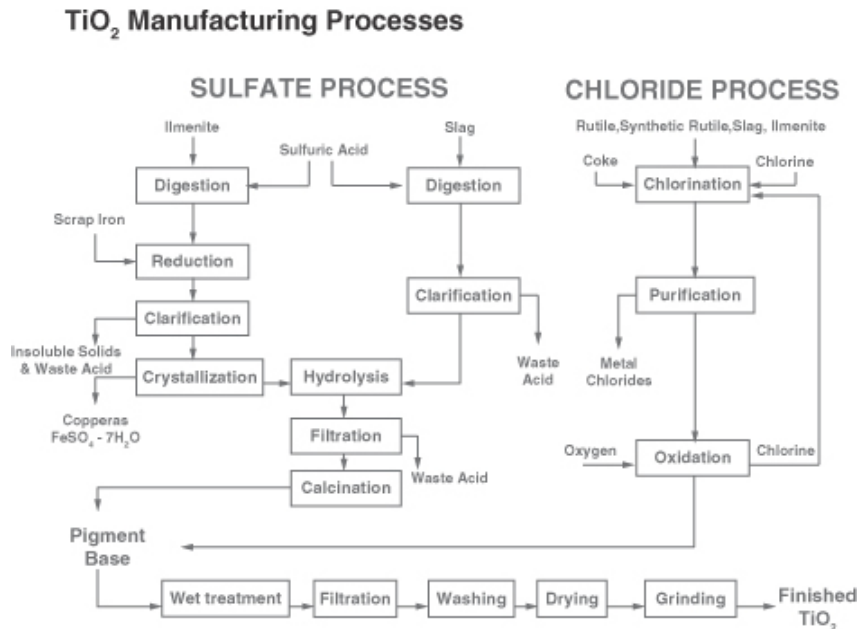 TiO₂ Manufacturing Processes
SULFATE PROCESS
CHLORIDE PROCESS
Ilmenite
Slag
Rutile,Synthetic Rutile,Slag, Ilmenite
Sulfuric Acid
Coke
Chlorine
Digestion
Digestion
Chlorination
Scrap Iron
Reduction
Clarification
Clarification
Purification
Insoluble Solids
& Waste Acid
Crystallization
Hydrolysis
Waste
Acid
Metal
Chlorides
Copperas
FeSO₄ - 7H₂O
Filtration
Waste Acid
Calcination
Oxygen
Oxidation
Chlorine
Pigment
Base
Wet treatment
Filtration
Washing
Drying
Grinding
Finished
TiO₂